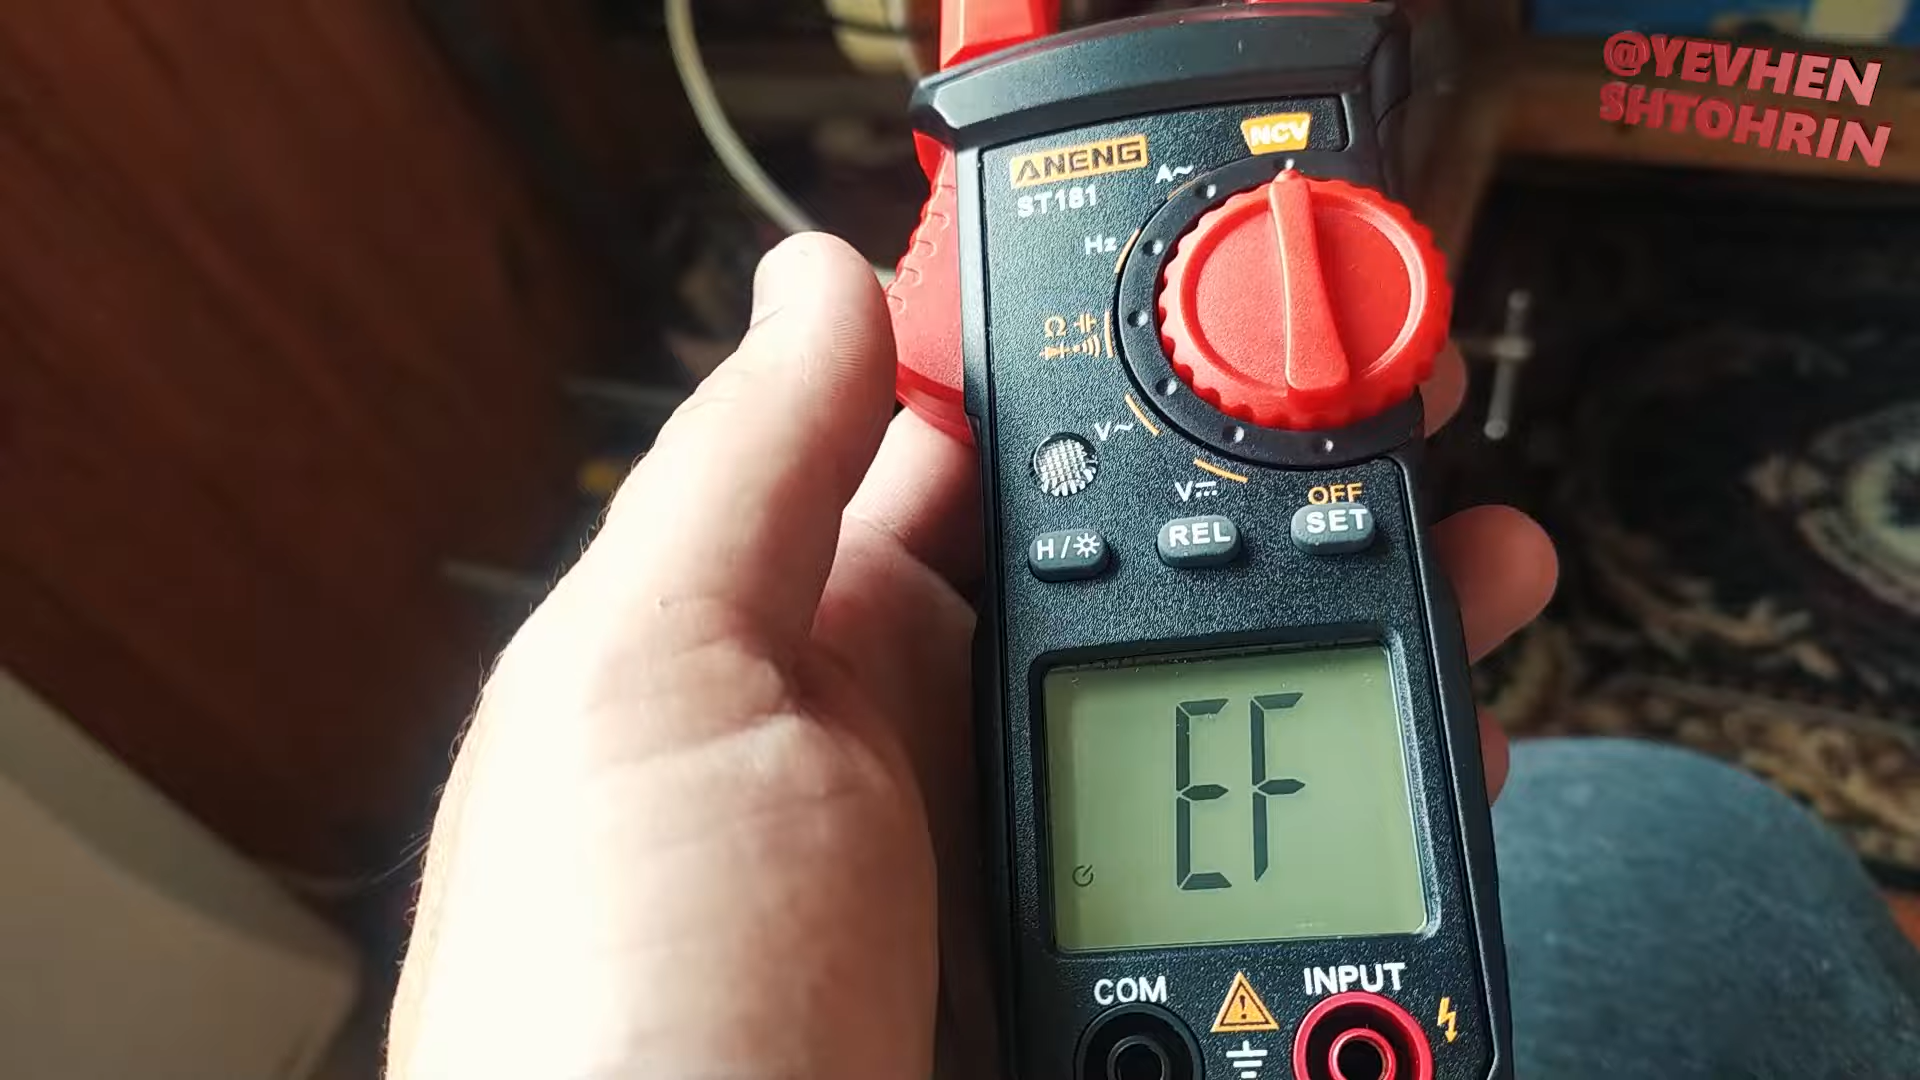 @YEVHEN
SHTOHRIN
NCV
ANENG
ST181
A~
Hz
Ω
V~
V⎓
OFF
H/☼
REL
SET
EF
COM
INPUT